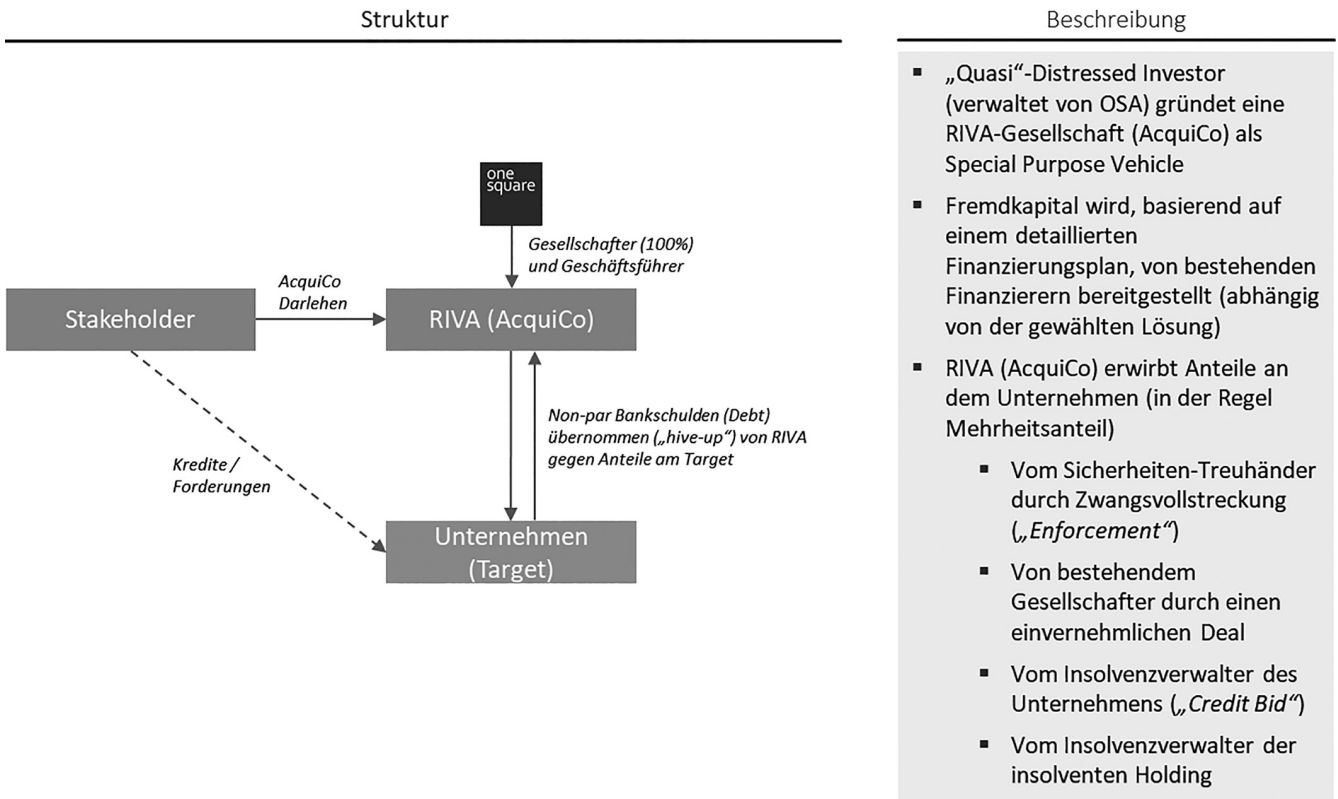 Struktur
one
square
Gesellschafter (100%)
und Geschäftsführer
AcquiCo
Darlehen
Stakeholder
RIVA (AcquiCo)
Non-par Bankschulden (Debt)
übernommen („hive-up“) von RIVA
gegen Anteile am Target
Kredite /
Forderungen
Unternehmen
(Target)
Beschreibung
▪ „Quasi“-Distressed Investor
(verwaltet von OSA) gründet eine
RIVA-Gesellschaft (AcquiCo) als
Special Purpose Vehicle
▪ Fremdkapital wird, basierend auf
einem detaillierten
Finanzierungsplan, von bestehenden
Finanzierern bereitgestellt (abhängig
von der gewählten Lösung)
▪ RIVA (AcquiCo) erwirbt Anteile an
dem Unternehmen (in der Regel
Mehrheitsanteil)
▪ Vom Sicherheiten-Treuhänder
durch Zwangsvollstreckung
(„Enforcement“)
▪ Von bestehendem
Gesellschafter durch einen
einvernehmlichen Deal
▪ Vom Insolvenzverwalter des
Unternehmens („Credit Bid“)
▪ Vom Insolvenzverwalter der
insolventen Holding